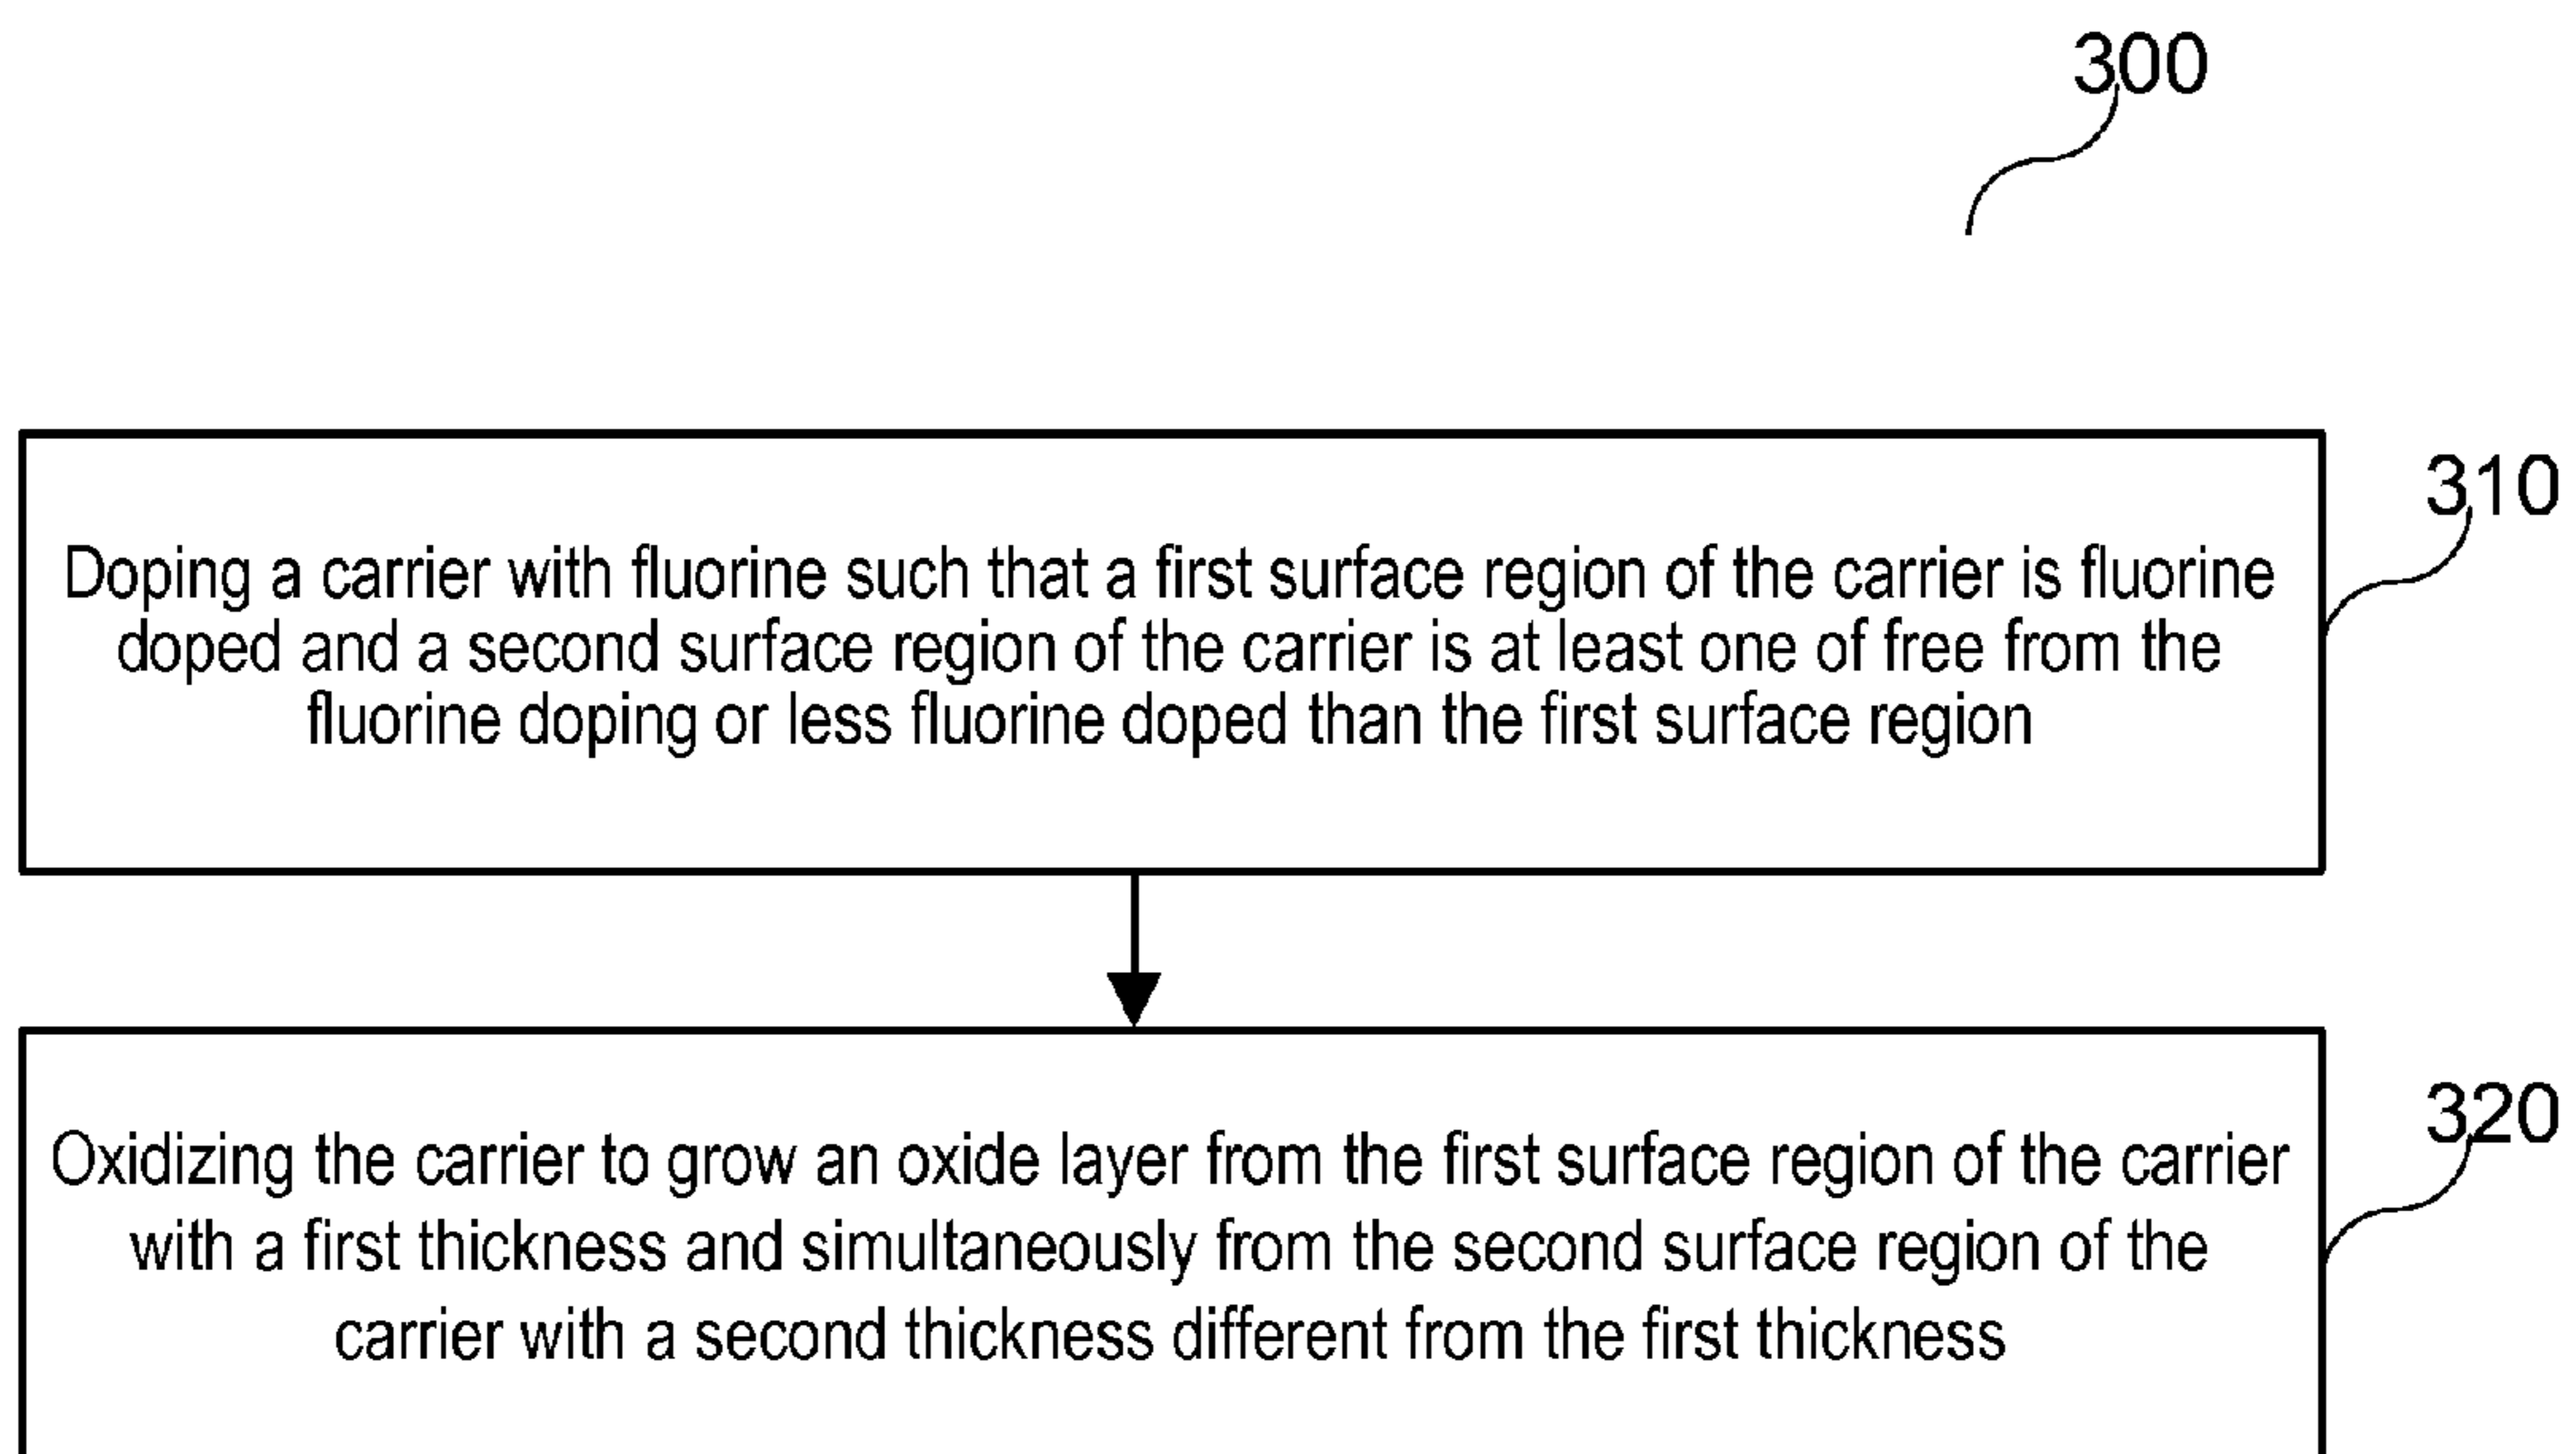 300
310
Doping a carrier with fluorine such that a first surface region of the carrier is fluorine
doped and a second surface region of the carrier is at least one of free from the
fluorine doping or less fluorine doped than the first surface region
320
Oxidizing the carrier to grow an oxide layer from the first surface region of the carrier
with a first thickness and simultaneously from the second surface region of the
carrier with a second thickness different from the first thickness